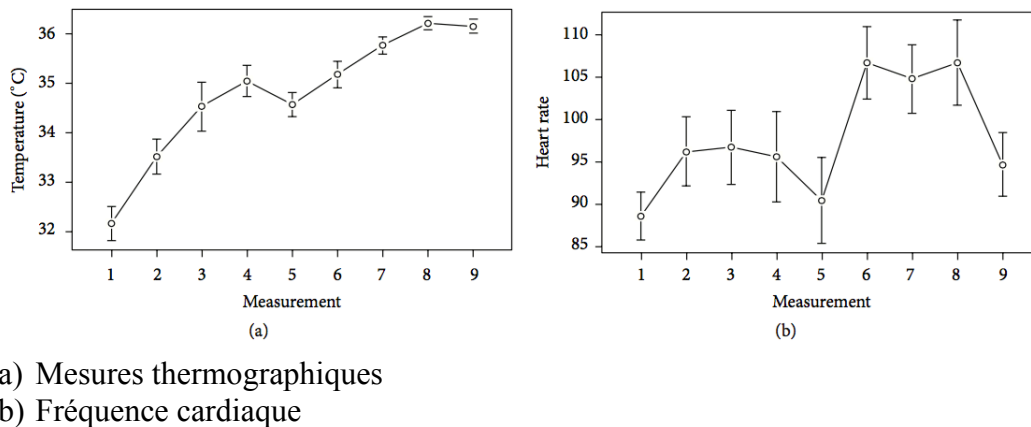 36
35
34
33
32
Temperature (°C)
1 2 3 4 5 6 7 8 9
Measurement
(a)
110
105
100
95
90
85
Heart rate
1 2 3 4 5 6 7 8 9
Measurement
(b)
a) Mesures thermographiques
b) Fréquence cardiaque